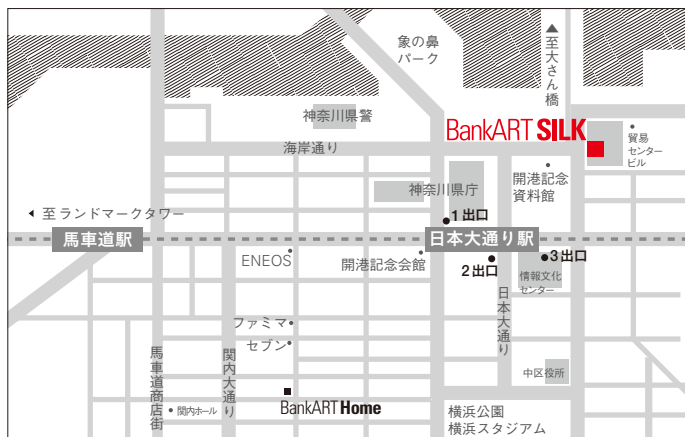 象の鼻
パーク
▲至大さん橋
神奈川県警
BankART SILK
貿易
センター
ビル
海岸通り
開港記念
資料館
神奈川県庁
◀ 至ランドマークタワー
1出口
馬車道駅
日本大通り駅
ENEOS
開港記念会館
2出口
3出口
情報文化
センター
日本大通り
ファミマ
セブン
馬車道商店街
関内大通り
中区役所
関内ホール
BankART Home
横浜公園
横浜スタジアム